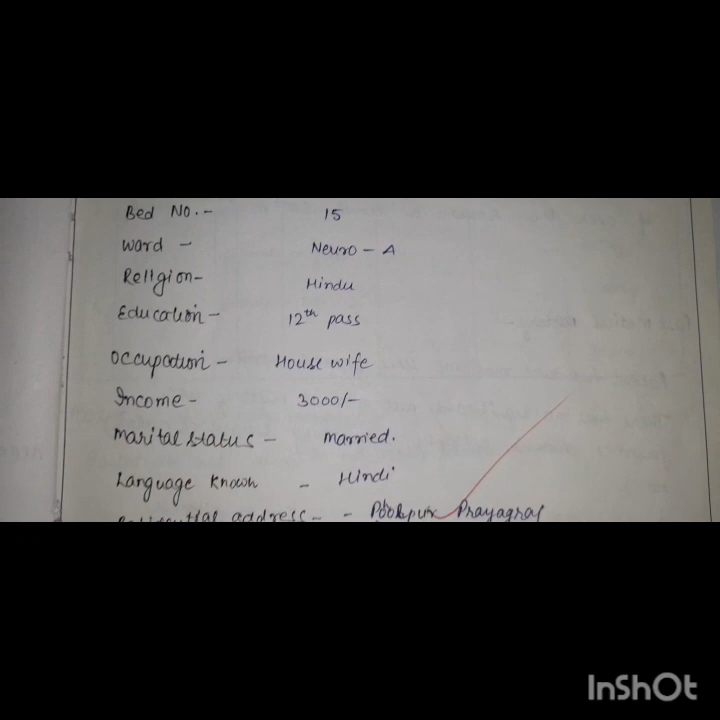 Bed No.- 15
Ward - Neuro - A
Religion- Hindu
Education - 12th pass
Occupation - House wife
Income - 3000/-
Marital status - married.
Language known - Hindi
address - - Prayagraj
InShOt